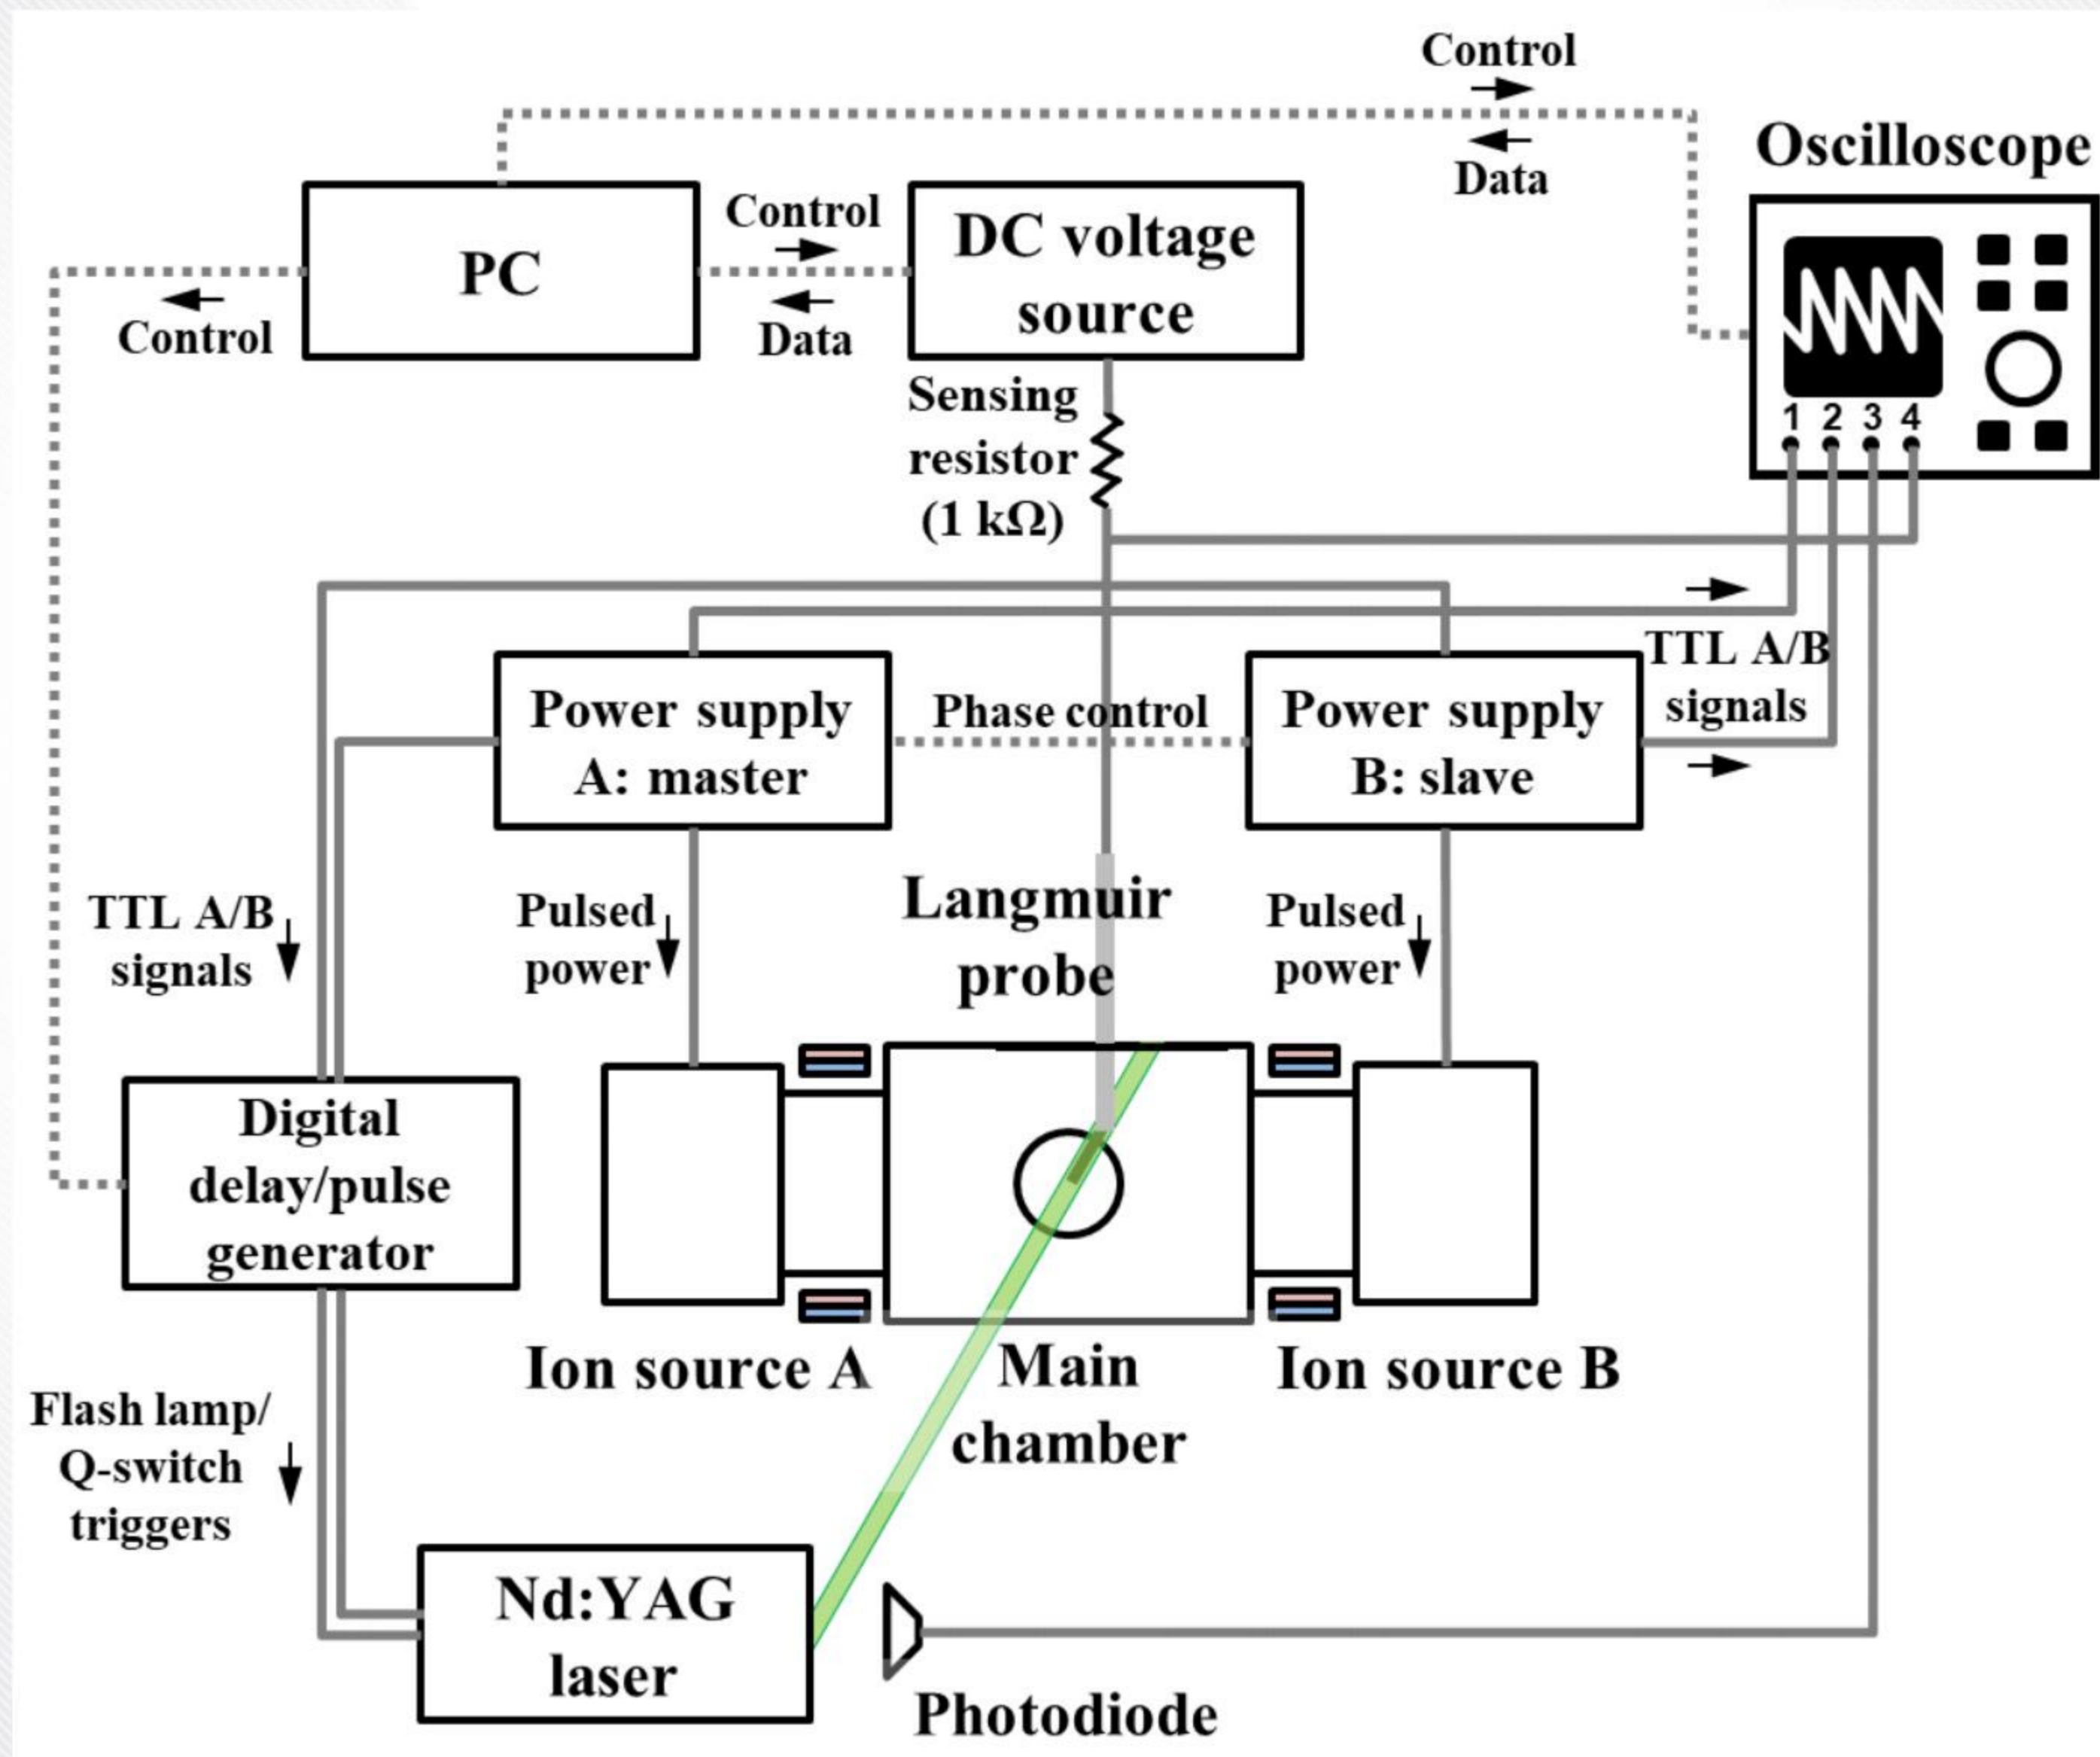 Control
Data
Oscilloscope
PC
Control
Data
DC voltage
source
Control
1 2 3 4
Sensing
resistor
(1 kΩ)
TTL A/B
signals
Power supply
A: master
Phase control
Power supply
B: slave
TTL A/B
signals
Pulsed
power
Langmuir
probe
Pulsed
power
Digital
delay/pulse
generator
Ion source A
Main
chamber
Ion source B
Flash lamp/
Q-switch
triggers
Nd:YAG
laser
Photodiode